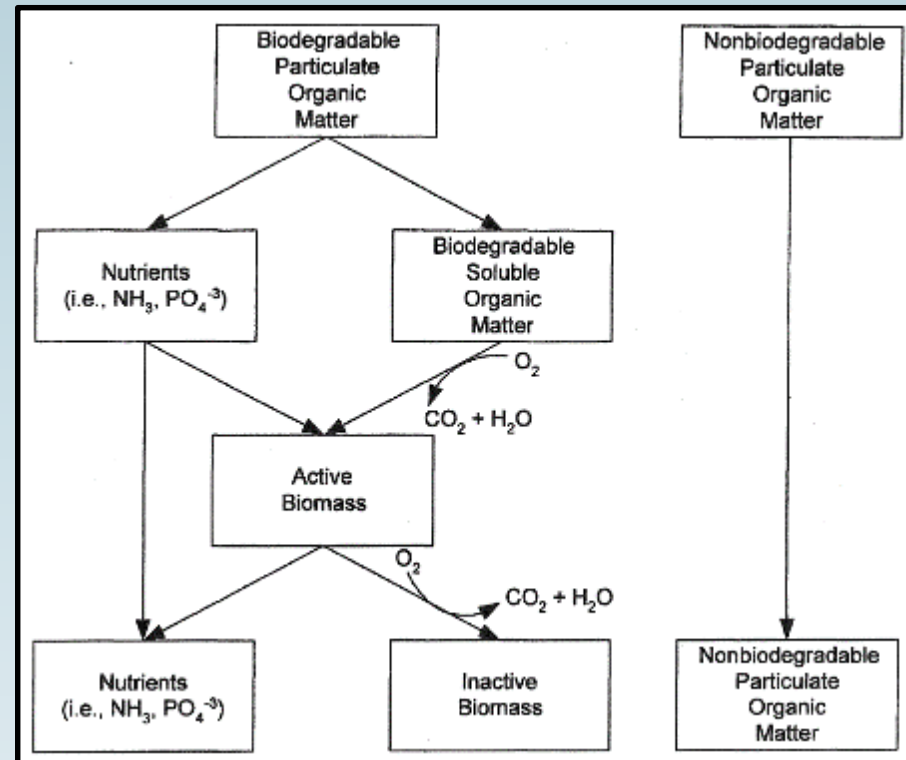 Biodegradable
Particulate
Organic
Matter
Nonbiodegradable
Particulate
Organic
Matter
Nutrients
(i.e., NH₃, PO₄⁻³)
Biodegradable
Soluble
Organic
Matter
O₂
CO₂ + H₂O
Active
Biomass
O₂
CO₂ + H₂O
Nutrients
(i.e., NH₃, PO₄⁻³)
Inactive
Biomass
Nonbiodegradable
Particulate
Organic
Matter